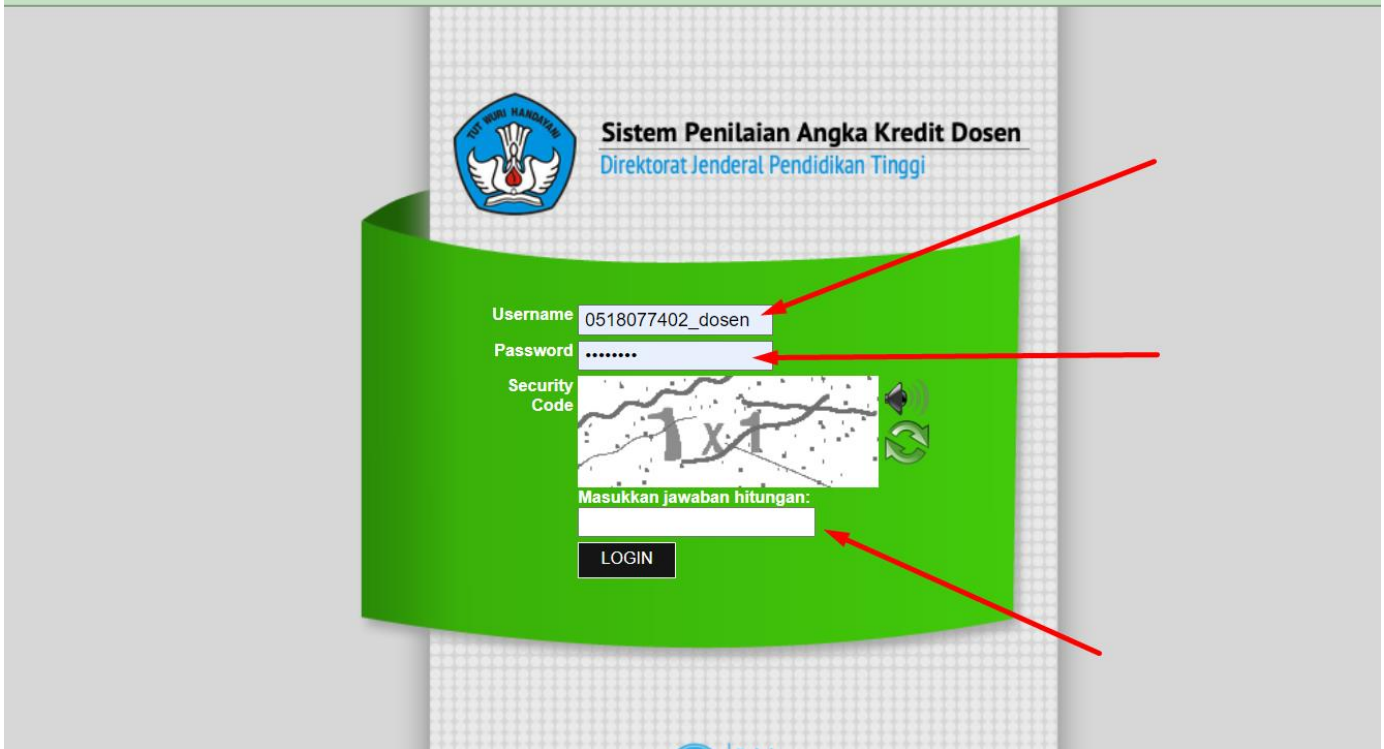 TUT WURI HANDAYANI
Sistem Penilaian Angka Kredit Dosen
Direktorat Jenderal Pendidikan Tinggi
Username 0518077402_dosen
Password ••••••••
Security
Code
1 x 1
Masukkan jawaban hitungan:
LOGIN